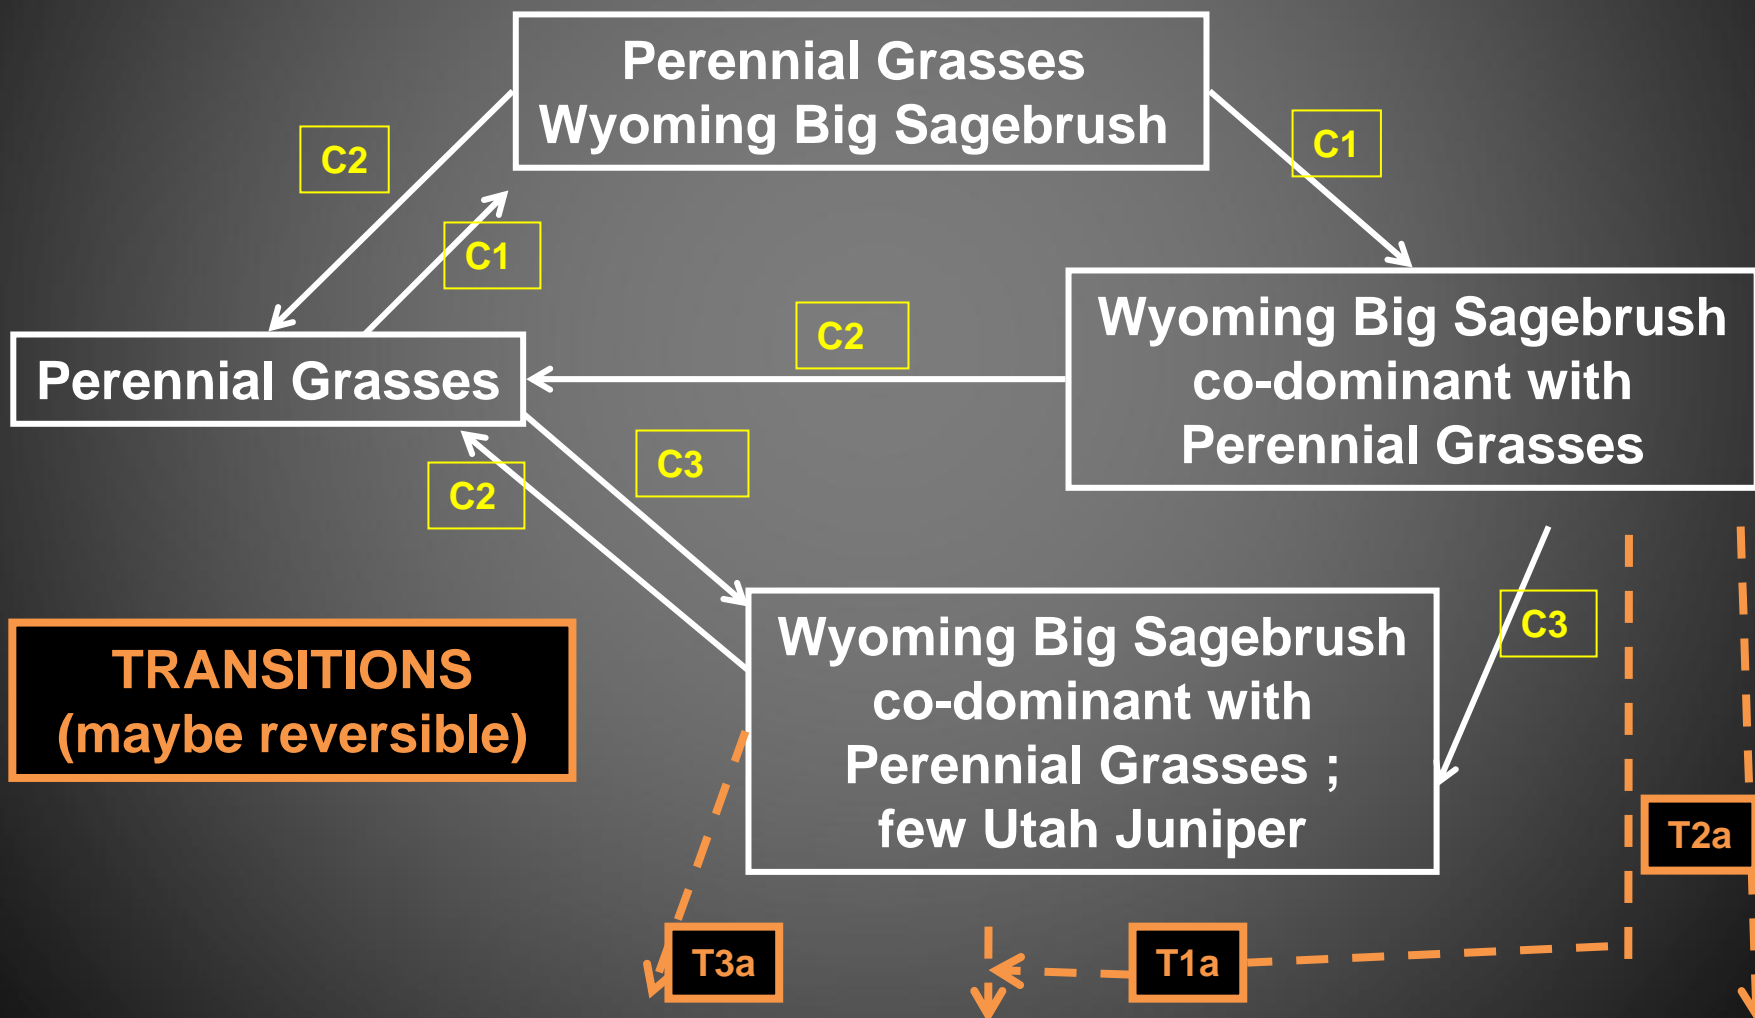 Perennial Grasses
Wyoming Big Sagebrush
C2
C1
C1
Perennial Grasses
C2
Wyoming Big Sagebrush
co-dominant with
Perennial Grasses
C3
C2
TRANSITIONS
(maybe reversible)
Wyoming Big Sagebrush
co-dominant with
Perennial Grasses ;
few Utah Juniper
C3
T2a
T3a
T1a